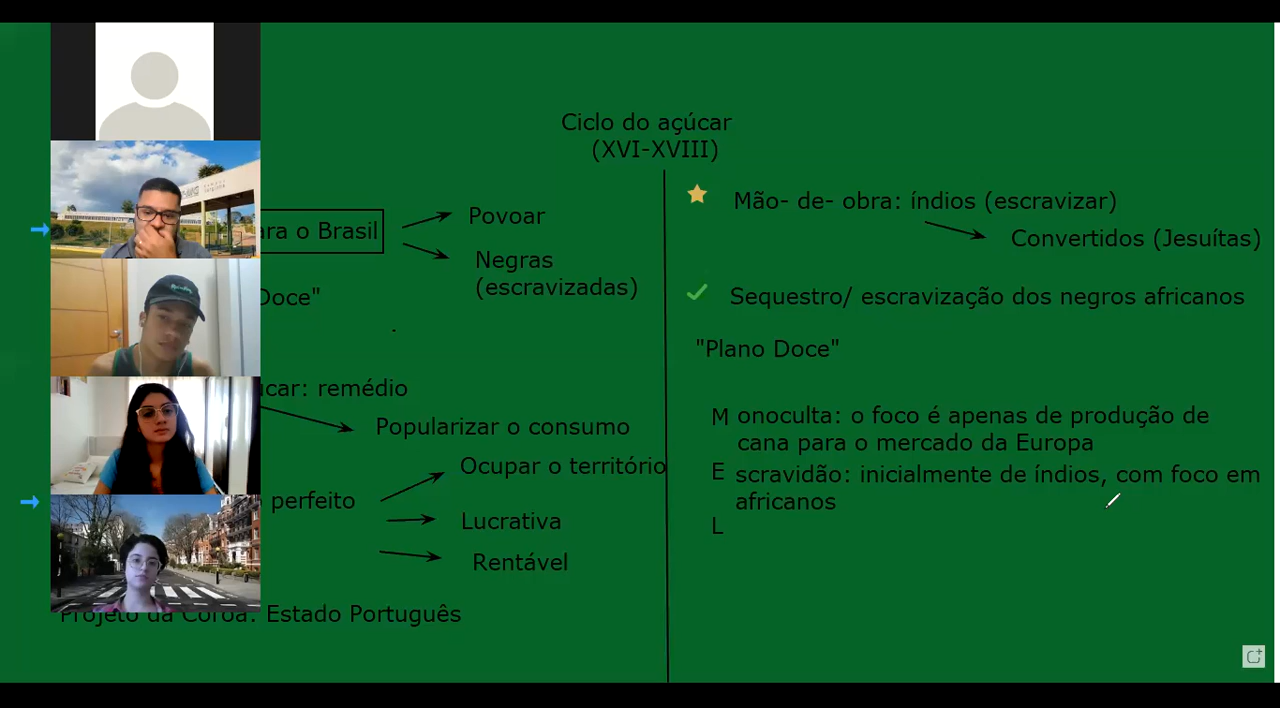 Ciclo do açúcar
(XVI-XVIII)
ara o Brasil
Povoar
Negras
(escravizadas)
Doce"
car: remédio
Popularizar o consumo
Ocupar o território
perfeito
Lucrativa
Rentável
Projeto da Coroa: Estado Português
Mão- de- obra: índios (escravizar)
Convertidos (Jesuítas)
Sequestro/ escravização dos negros africanos
"Plano Doce"
M onoculta: o foco é apenas de produção de
cana para o mercado da Europa
E scravidão: inicialmente de índios, com foco em
africanos
L